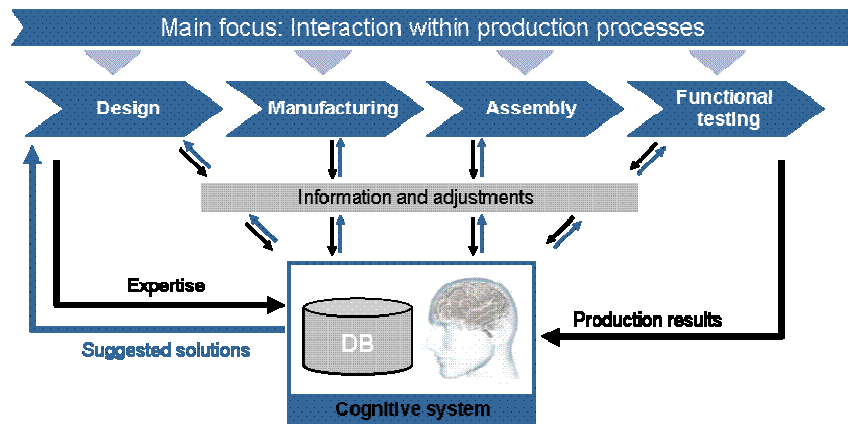 Main focus: Interaction within production processes
Design
Manufacturing
Assembly
Functional
testing
Information and adjustments
Expertise
Production results
DB
Suggested solutions
Cognitive system